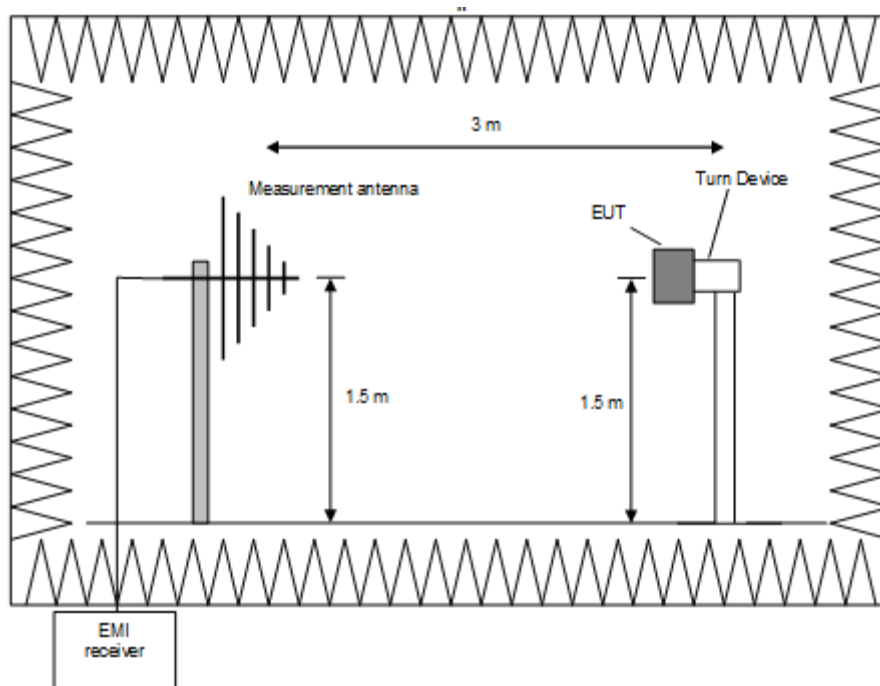 3 m
Measurement antenna
Turn Device
EUT
1.5 m
1.5 m
EMI
receiver